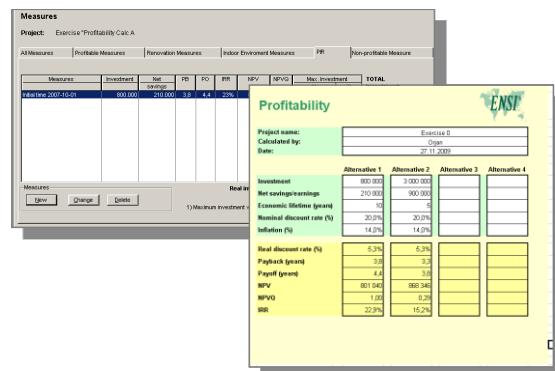 Measures
Project: Exercise "Profitability Calc A
All Measures Profitable Measures Renovation Measures Indoor Enviroment Measures PIR Non-profitable Measure
Measures Investment Net savings PB PO IRR NPV NPVQ Max. Investment TOTAL
Initial time 2007-10-01 800.000 210.000 3,8 4,4 23%
Measures
New Change Delete
Real in
1) Maximum investment v
ENSI
Profitability
Project name: Exercise 0
Calculated by: Orjan
Date: 27.11.2009
Alternative 1 Alternative 2 Alternative 3 Alternative 4
Investment 800 000 3 000 000
Net savings/earnings 210 000 900 000
Economic lifetime (years) 10 5
Nominal discount rate (%) 20,0% 20,0%
Inflation (%) 14,0% 14,0%
Real discount rate (%) 5,3% 5,3%
Payback (years) 3,8 3,3
Payoff (years) 4,4 3,8
NPV 801 040 868 346
NPVQ 1,00 0,29
IRR 22,9% 15,2%